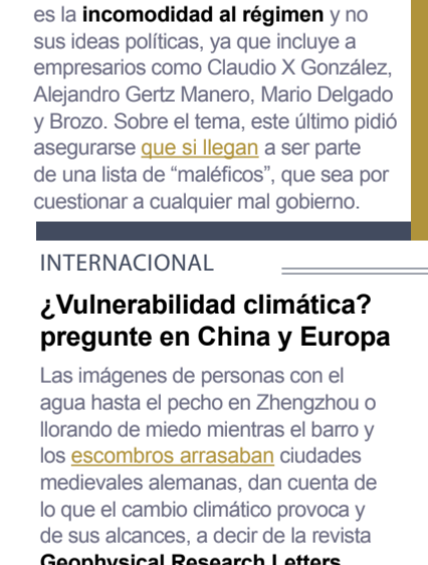 es la incomodidad al régimen y no
sus ideas políticas, ya que incluye a
empresarios como Claudio X González,
Alejandro Gertz Manero, Mario Delgado
y Brozo. Sobre el tema, este último pidió
asegurarse que si llegan a ser parte
de una lista de “maléficos”, que sea por
cuestionar a cualquier mal gobierno.
INTERNACIONAL
¿Vulnerabilidad climática?
pregunte en China y Europa
Las imágenes de personas con el
agua hasta el pecho en Zhengzhou o
llorando de miedo mientras el barro y
los escombros arrasaban ciudades
medievales alemanas, dan cuenta de
lo que el cambio climático provoca y
de sus alcances, a decir de la revista
Geophysical Research Letters